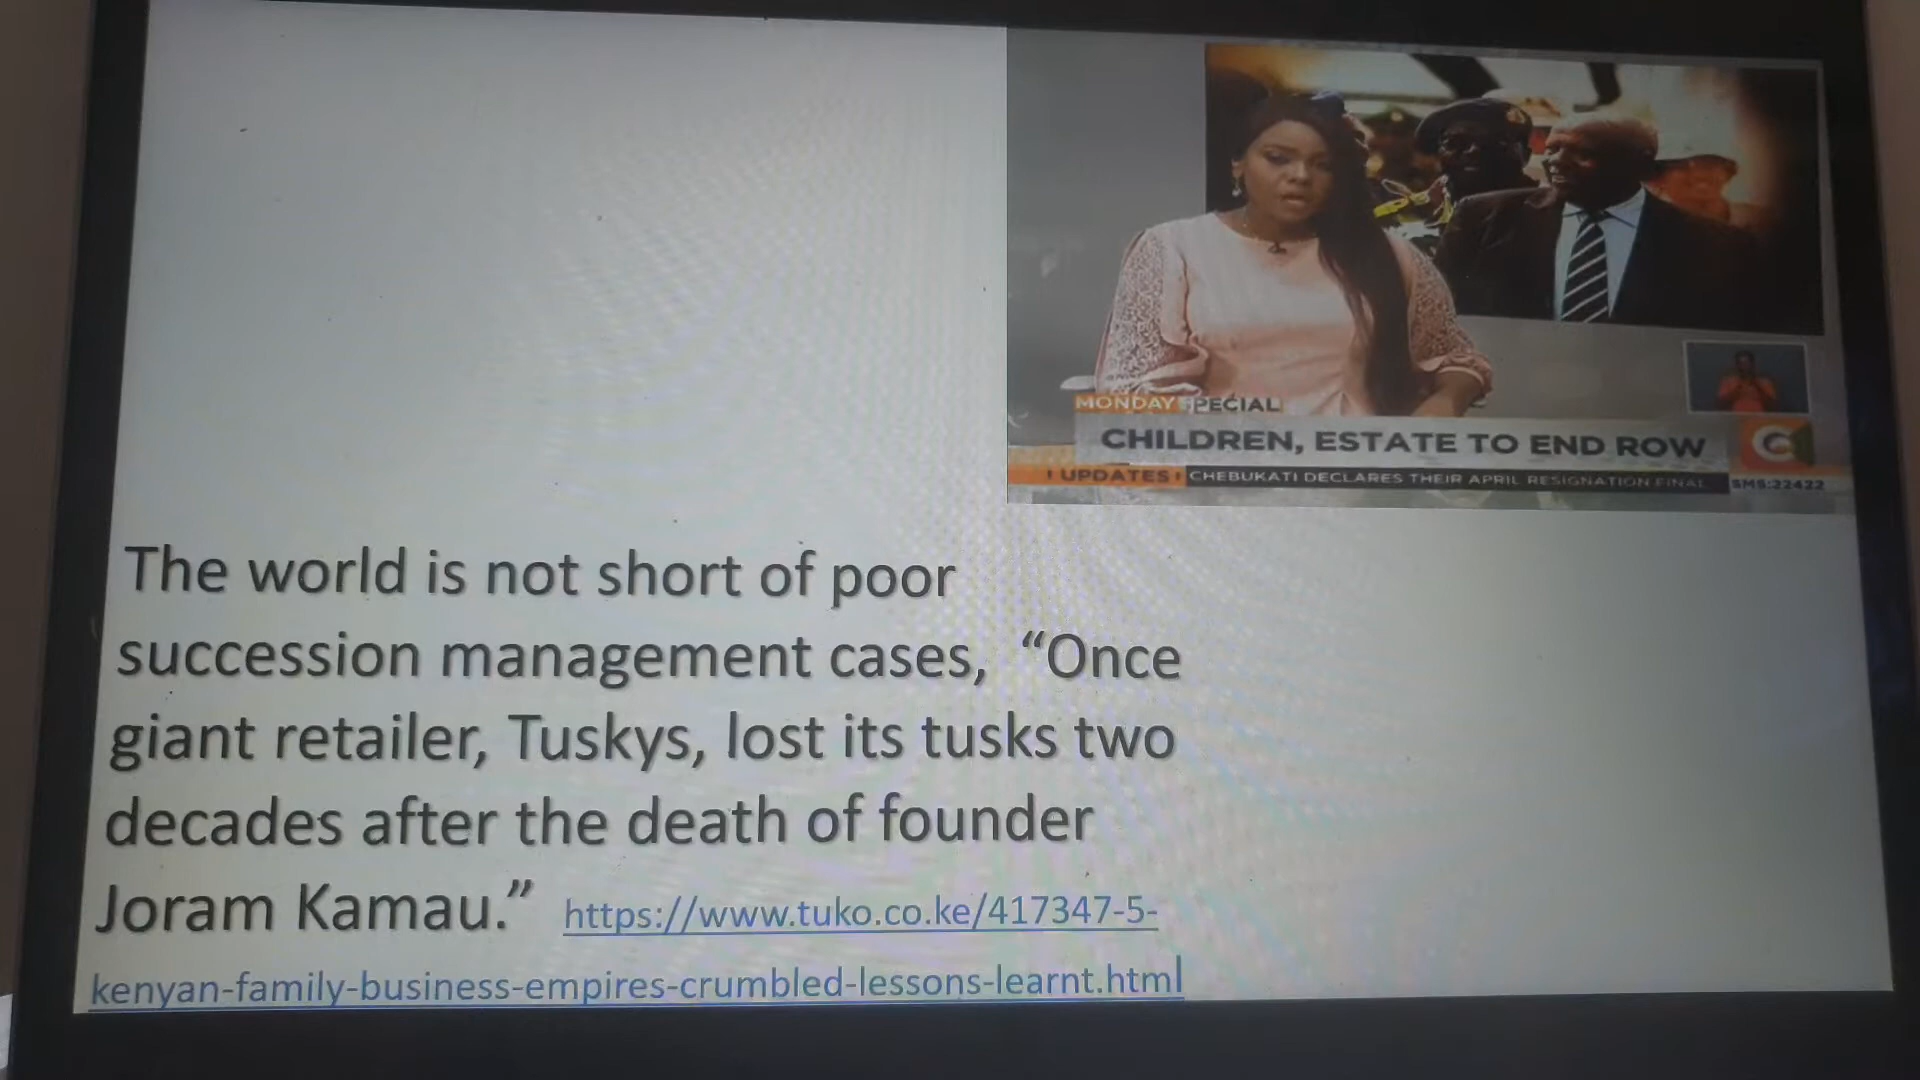 MONDAY SPECIAL
CHILDREN, ESTATE TO END ROW
UPDATES CHEBUKATI DECLARES THEIR APRIL RESIGNATION FINAL SMS:22422
The world is not short of poor
succession management cases, “Once
giant retailer, Tuskys, lost its tusks two
decades after the death of founder
Joram Kamau.” https://www.tuko.co.ke/417347-5-
kenyan-family-business-empires-crumbled-lessons-learnt.html